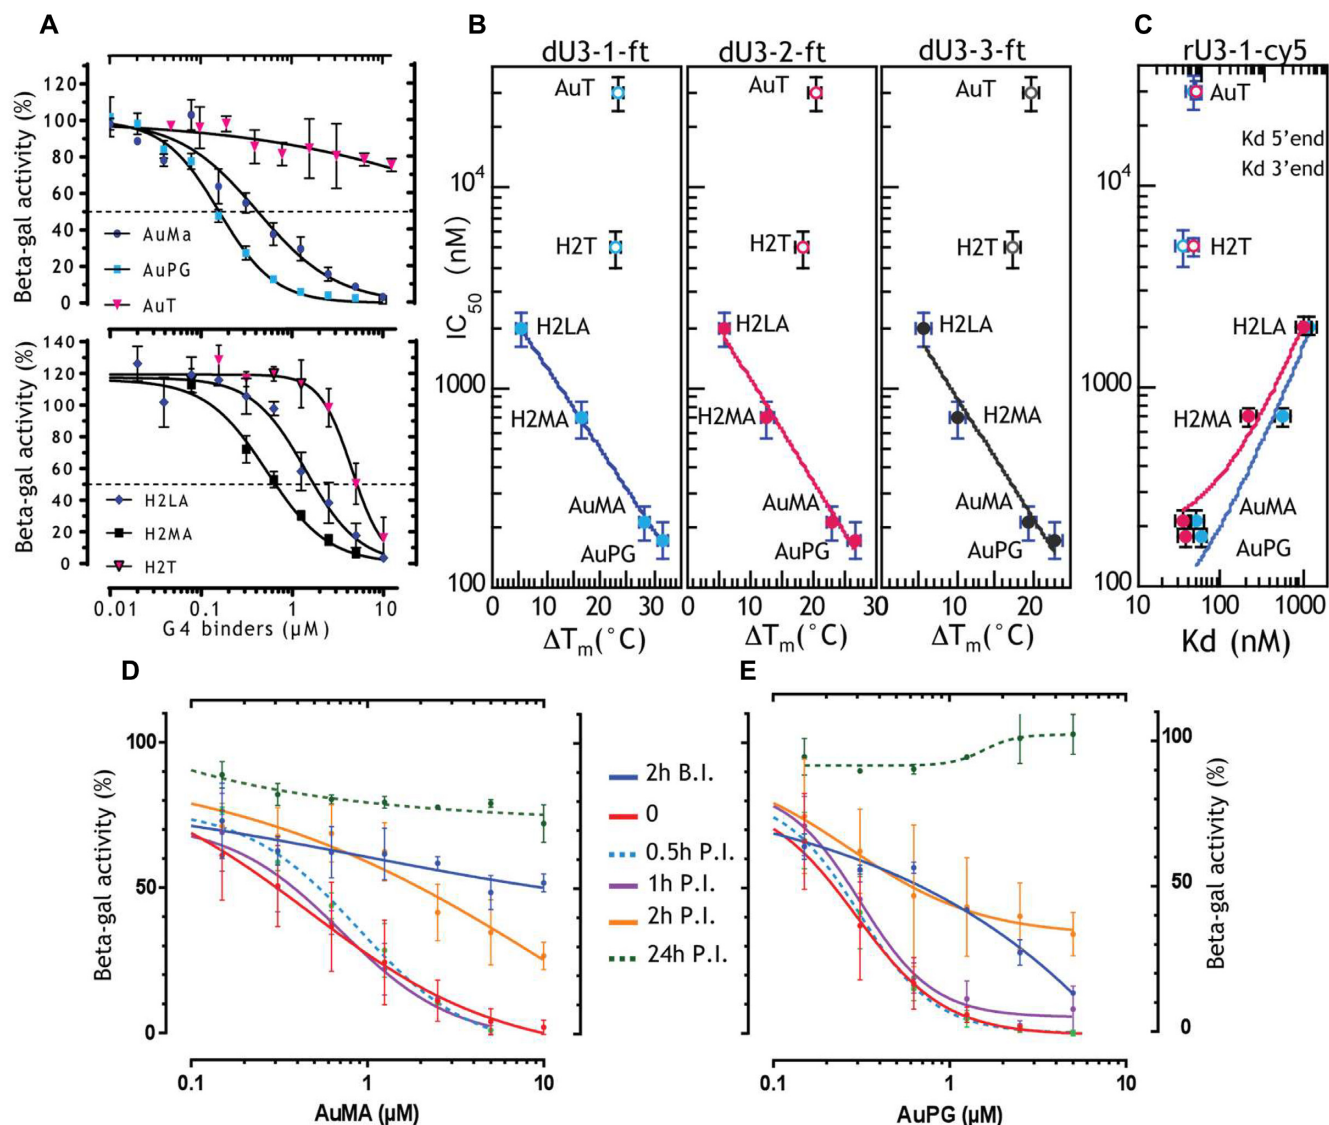 A
Beta-gal activity (%)
120
100
80
60
40
20
0
AuMa
AuPG
AuT
Beta-gal activity (%)
140
120
100
80
60
40
20
0
H2LA
H2MA
H2T
0.01 0.1 1 10
G4 binders (µM)
B
dU3-1-ft dU3-2-ft dU3-3-ft
IC50 (nM)
10⁴
1000
100
AuT
H2T
H2LA
H2MA
AuMA
AuPG
AuT
H2T
H2LA
H2MA
AuMA
AuPG
AuT
H2T
H2LA
H2MA
AuMA
AuPG
0 10 20 30
0 10 20 30
0 10 20 30
ΔTm(°C) ΔTm(°C) ΔTm(°C)
C
rU3-1-cy5
AuT
Kd 5'end
Kd 3'end
10⁴
H2T
H2LA
1000
H2MA
AuMA
AuPG
100
10 100 1000
Kd (nM)
D
Beta-gal activity (%)
100
50
0
0.1 1 10
AuMA (µM)
2h B.I.
0
0.5h P.I.
1h P.I.
2h P.I.
24h P.I.
E
100
50
0
Beta-gal activity (%)
0.1 1 10
AuPG (µM)